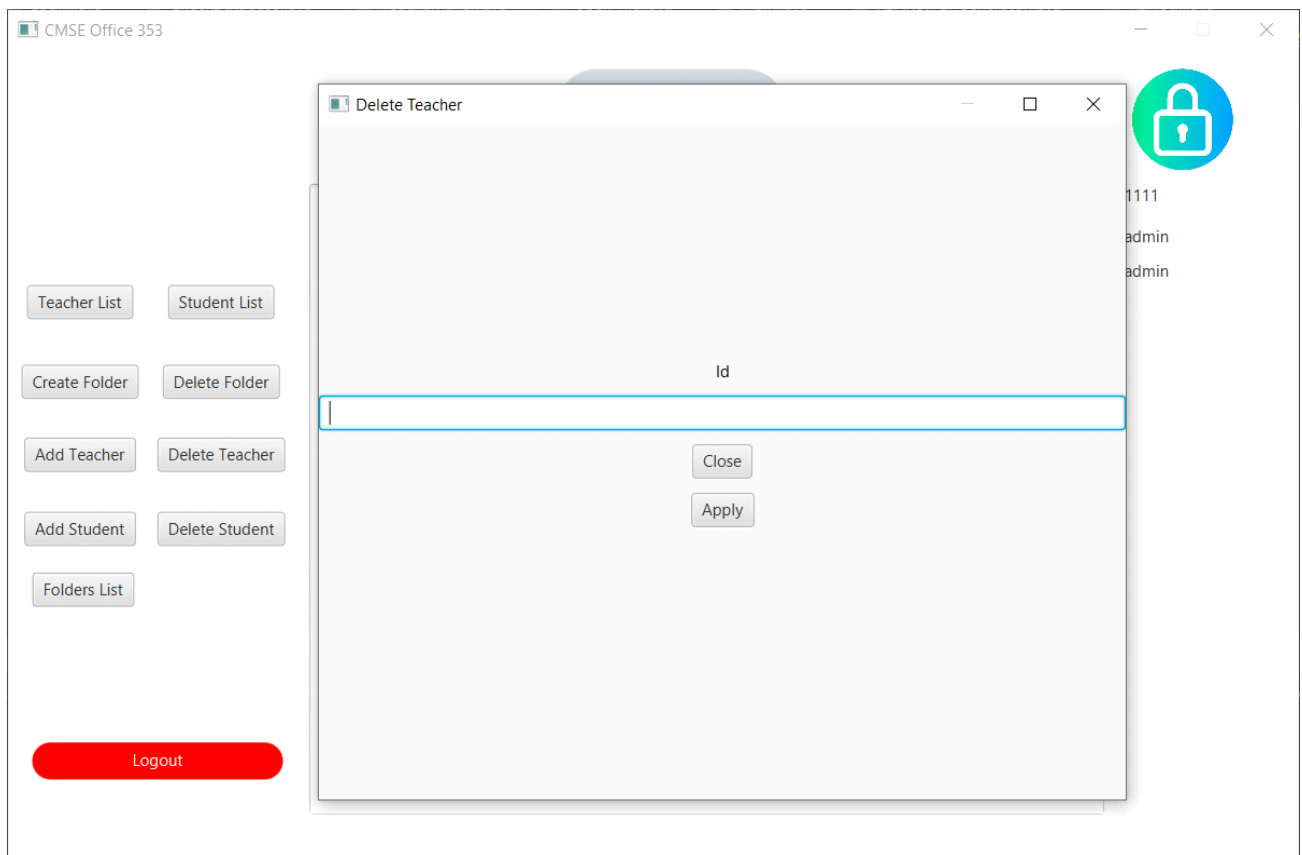 CMSE Office 353
Delete Teacher
1111
admin
admin
Teacher List Student List
Create Folder Delete Folder
Add Teacher Delete Teacher
Add Student Delete Student
Folders List
Logout
Id
Close
Apply